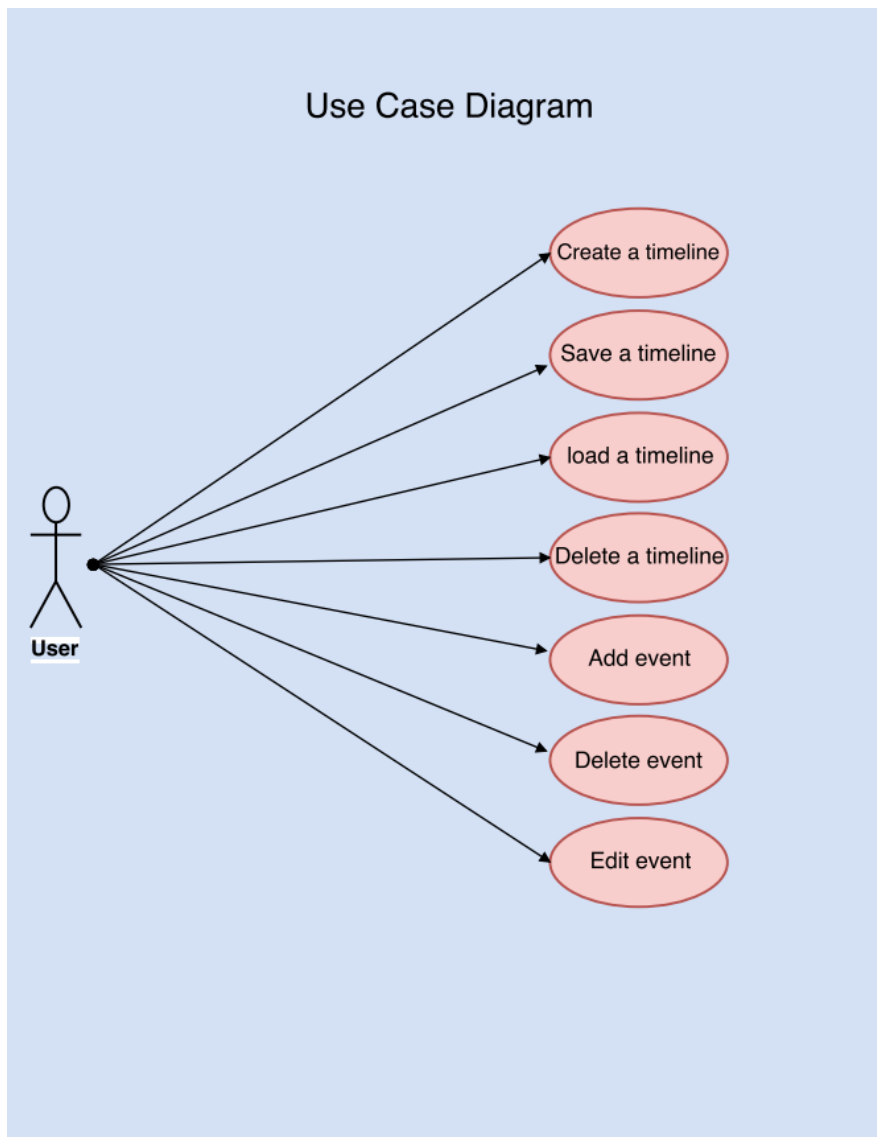 Use Case Diagram
Create a timeline
Save a timeline
load a timeline
Delete a timeline
User
Add event
Delete event
Edit event